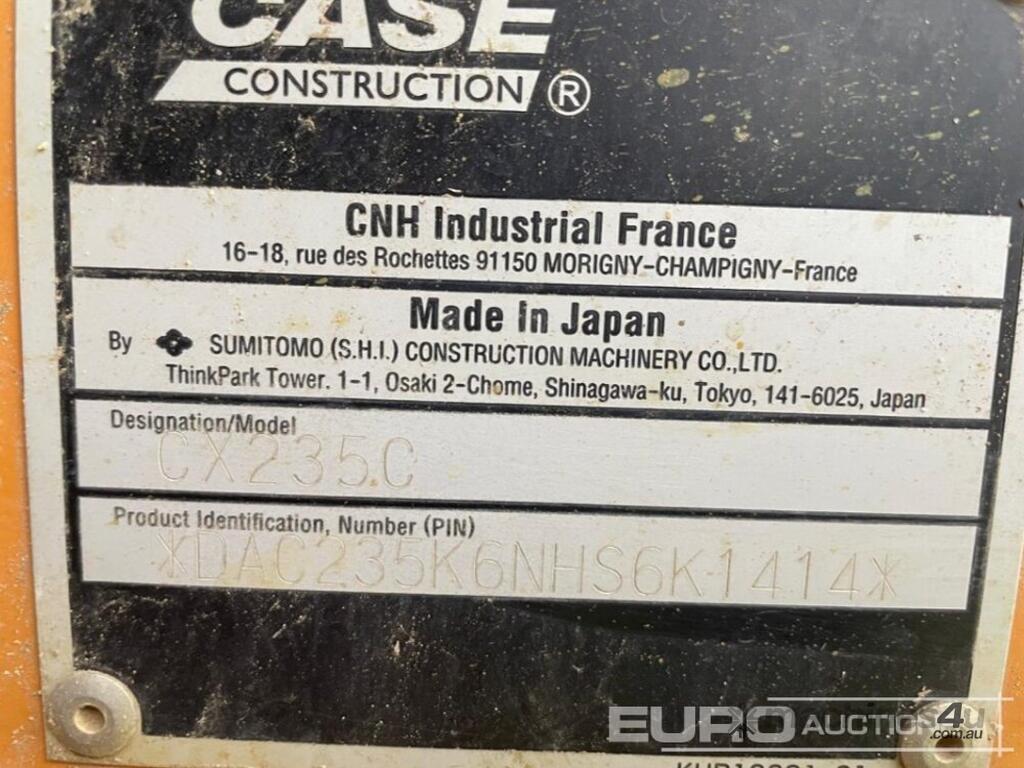 CASE
CONSTRUCTION ®
CNH Industrial France
16-18, rue des Rochettes 91150 MORIGNY-CHAMPIGNY-France
Made in Japan
By SUMITOMO (S.H.I.) CONSTRUCTION MACHINERY CO.,LTD.
ThinkPark Tower. 1-1, Osaki 2-Chome, Shinagawa-ku, Tokyo, 141-6025, Japan
Designation/Model
CX235C
Product Identification, Number (PIN)
*DAC235K6NHS6K1414*
EURO AUCTIONS
4u
.com.au